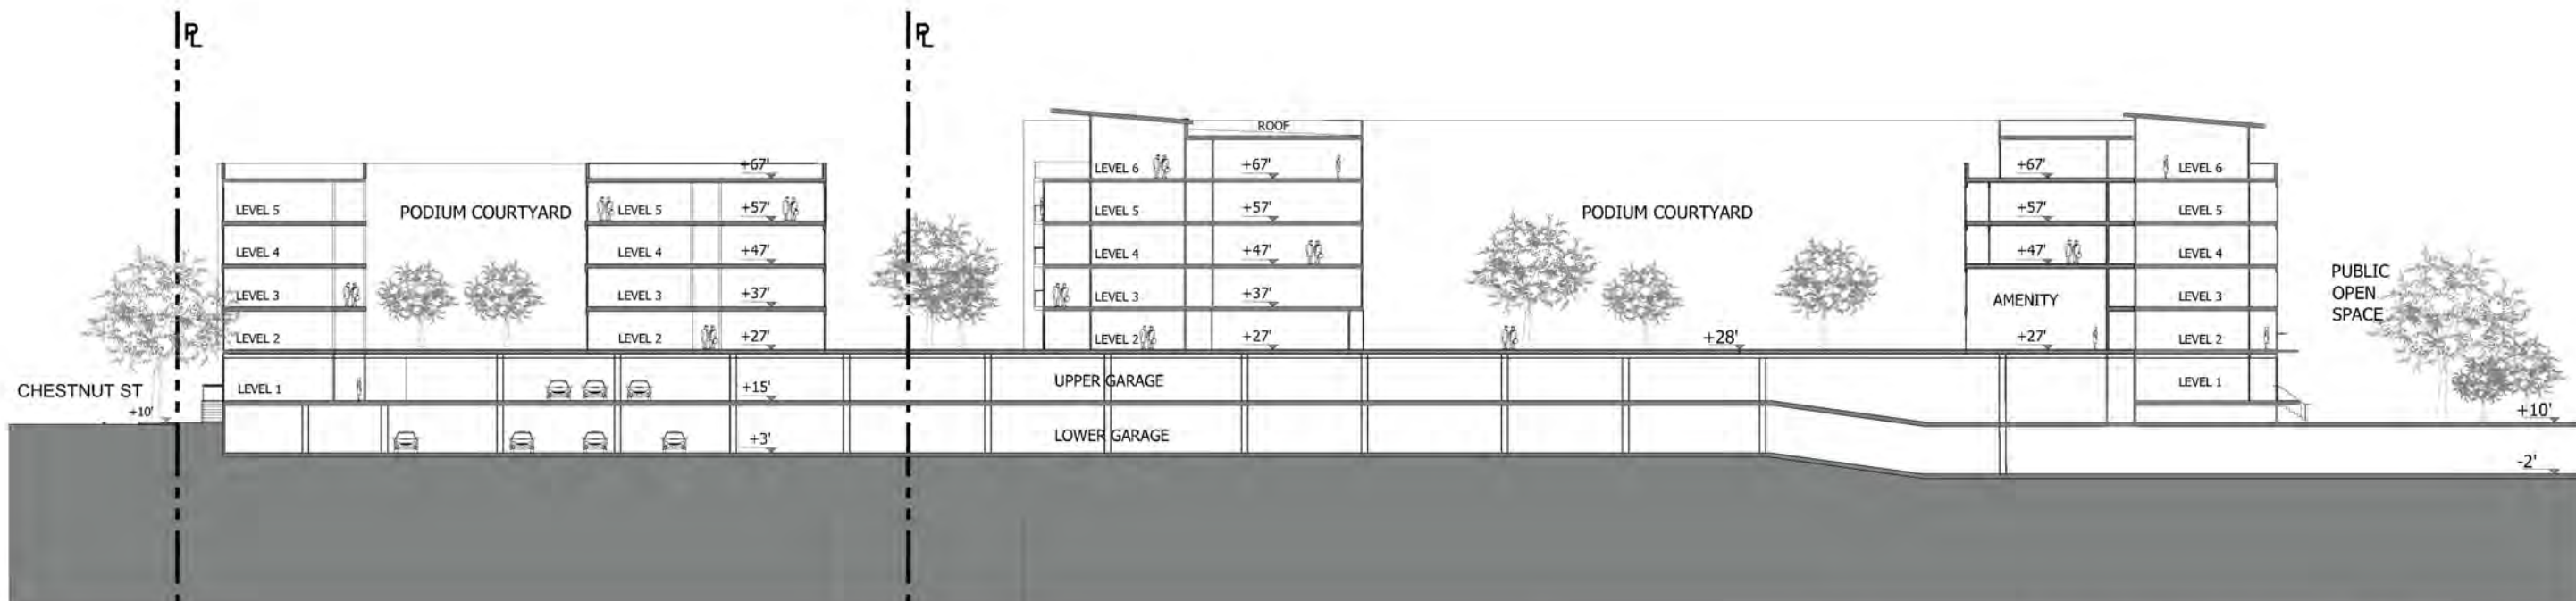 PL
PL
ROOF
+67'
LEVEL 6
+67'
+67'
LEVEL 6
LEVEL 5
PODIUM COURTYARD
LEVEL 5
+57'
LEVEL 5
+57'
PODIUM COURTYARD
+57'
LEVEL 5
LEVEL 4
LEVEL 4
+47'
LEVEL 4
+47'
+47'
LEVEL 4
PUBLIC
OPEN
SPACE
LEVEL 3
LEVEL 3
+37'
LEVEL 3
+37'
AMENITY
LEVEL 3
LEVEL 2
LEVEL 2
+27'
LEVEL 2
+27'
+28'
+27'
LEVEL 2
CHESTNUT ST
+10'
LEVEL 1
+15'
UPPER GARAGE
LEVEL 1
+10'
+3'
LOWER GARAGE
-2'